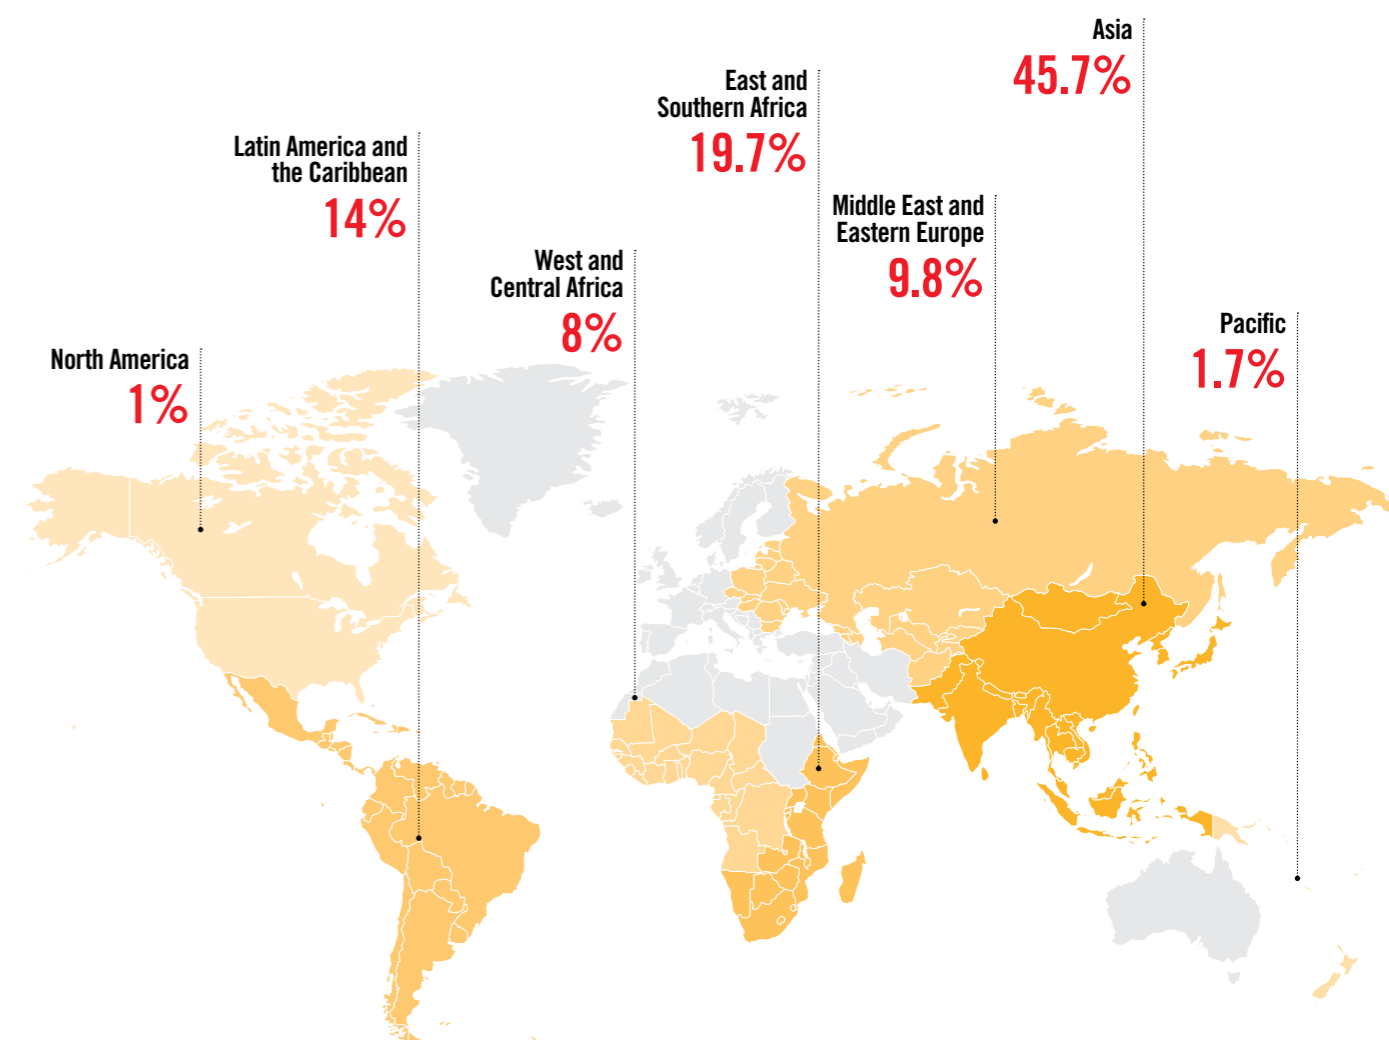 Asia
45.7%
East and
Southern Africa
19.7%
Latin America and
the Caribbean
14%
Middle East and
Eastern Europe
9.8%
West and
Central Africa
8%
Pacific
1.7%
North America
1%